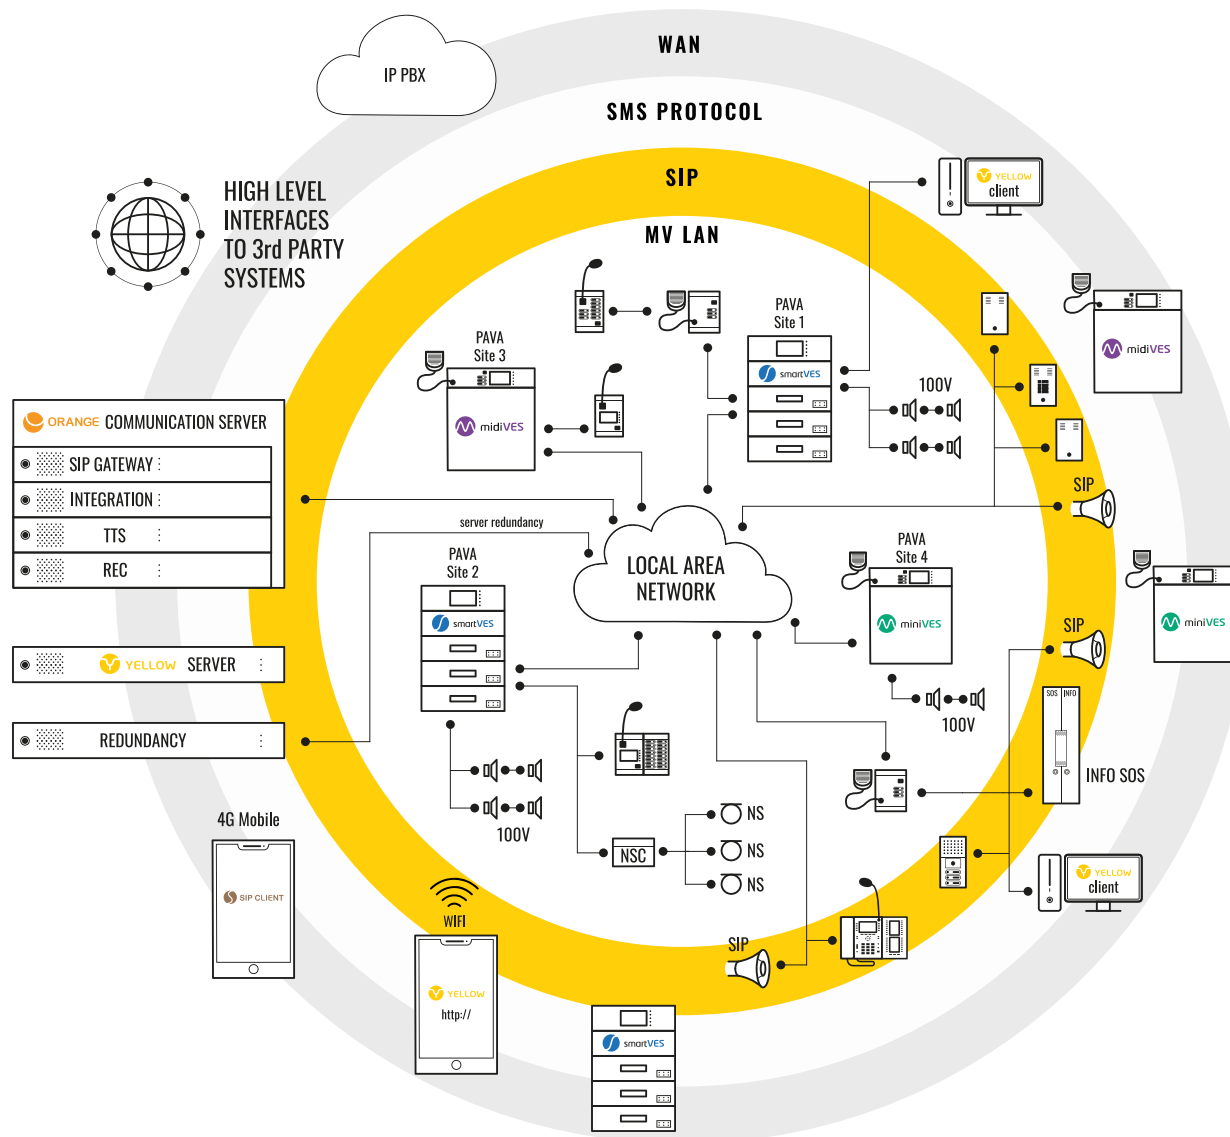 WAN
IP PBX
SMS PROTOCOL
SIP
YELLOW
client
HIGH LEVEL
INTERFACES
TO 3rd PARTY
SYSTEMS
MV LAN
PAVA
Site 1
smartVES
100V
midiVES
PAVA
Site 3
midiVES
ORANGE COMMUNICATION SERVER
SIP GATEWAY :
INTEGRATION :
TTS :
REC :
SIP
server redundancy
LOCAL AREA
NETWORK
PAVA
Site 2
smartVES
100V
PAVA
Site 4
miniVES
100V
miniVES
SIP
YELLOW SERVER :
REDUNDANCY :
SOS INFO
INFO SOS
NSC
NS
NS
NS
4G Mobile
SIP CLIENT
WIFI
YELLOW
http://
YELLOW
client
SIP
smartVES